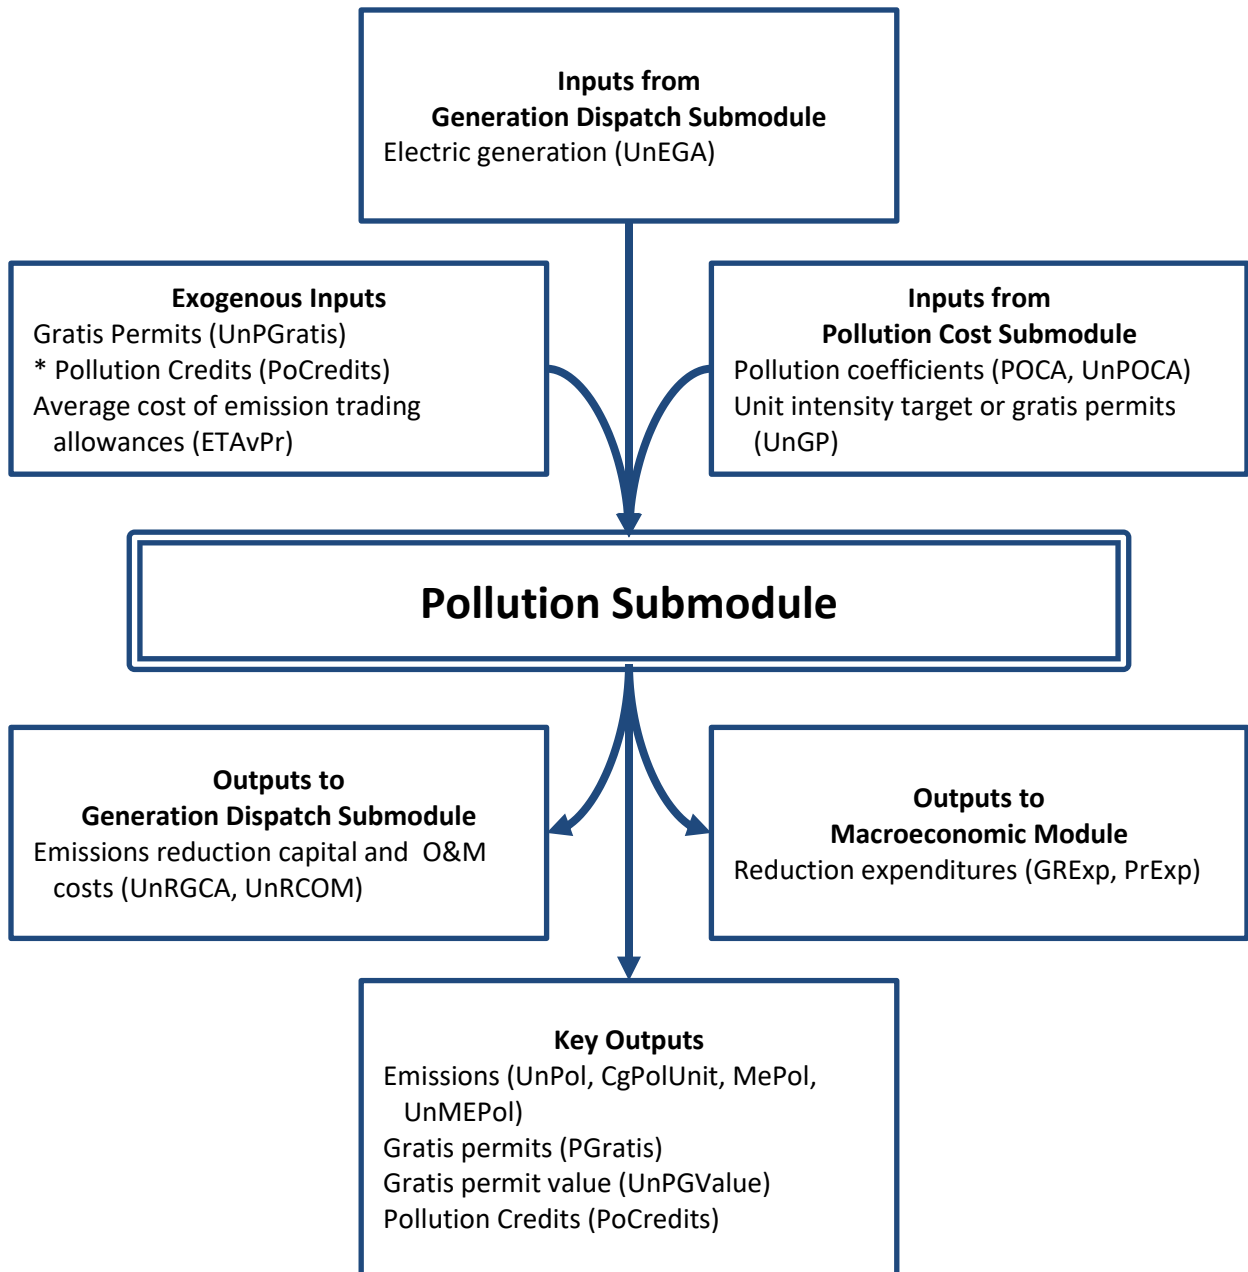 Inputs from
Generation Dispatch Submodule
Electric generation (UnEGA)
Exogenous Inputs
Gratis Permits (UnPGratis)
* Pollution Credits (PoCredits)
Average cost of emission trading
allowances (ETAvPr)
Inputs from
Pollution Cost Submodule
Pollution coefficients (POCA, UnPOCA)
Unit intensity target or gratis permits
(UnGP)
Pollution Submodule
Outputs to
Generation Dispatch Submodule
Emissions reduction capital and  O&M
costs (UnRGCA, UnRCOM)
Outputs to
Macroeconomic Module
Reduction expenditures (GRExp, PrExp)
Key Outputs
Emissions (UnPol, CgPolUnit, MePol,
UnMEPol)
Gratis permits (PGratis)
Gratis permit value (UnPGValue)
Pollution Credits (PoCredits)